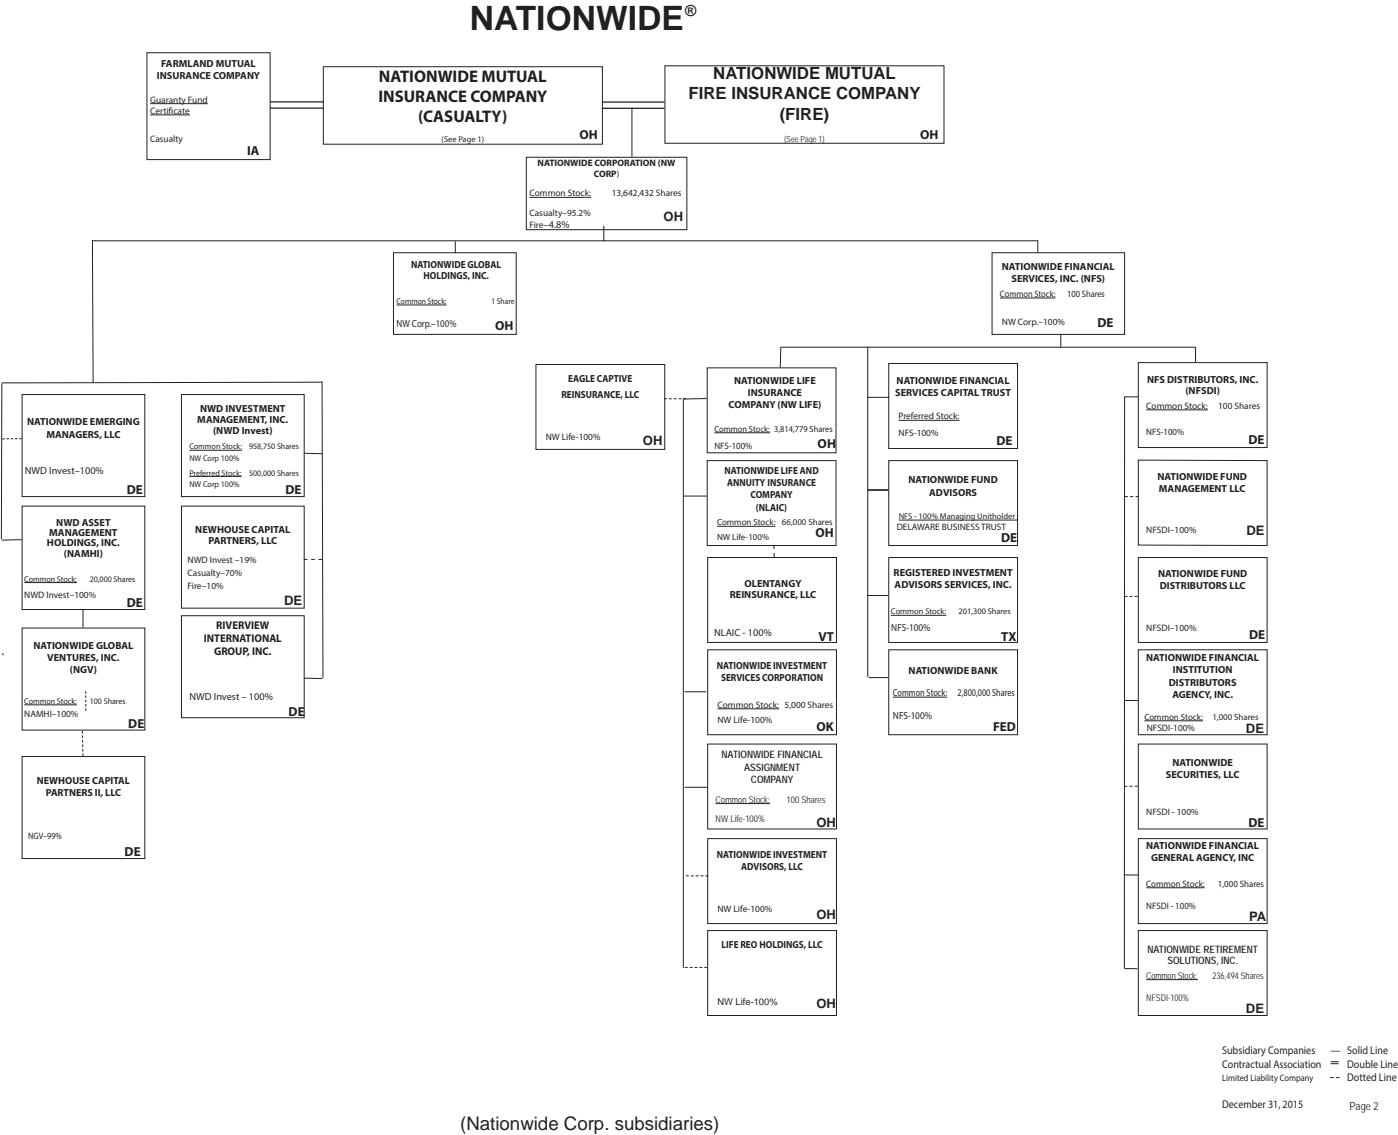 NATIONWIDE®
FARMLAND MUTUAL
INSURANCE COMPANY
Guaranty Fund
Certificate
Casualty
IA
NATIONWIDE MUTUAL
INSURANCE COMPANY
(CASUALTY)
(See Page 1)
OH
NATIONWIDE MUTUAL
FIRE INSURANCE COMPANY
(FIRE)
(See Page 1)
OH
NATIONWIDE CORPORATION (NW
CORP)
Common Stock: 13,642,432 Shares
Casualty–95.2%
Fire–4.8%
OH
NATIONWIDE GLOBAL
HOLDINGS, INC.
Common Stock: 1 Share
NW Corp.–100%
OH
NATIONWIDE FINANCIAL
SERVICES, INC. (NFS)
Common Stock: 100 Shares
NW Corp.–100%
DE
NATIONWIDE EMERGING
MANAGERS, LLC
NWD Invest–100%
DE
NWD ASSET
MANAGEMENT
HOLDINGS, INC.
(NAMHI)
Common Stock: 20,000 Shares
NWD Invest–100%
DE
NATIONWIDE GLOBAL
VENTURES, INC.
(NGV)
Common Stock: 100 Shares
NAMHI–100%
DE
NEWHOUSE CAPITAL
PARTNERS II, LLC
NGV–99%
DE
NWD INVESTMENT
MANAGEMENT, INC.
(NWD Invest)
Common Stock: 958,750 Shares
NW Corp 100%
Preferred Stock: 500,000 Shares
NW Corp 100%
DE
NEWHOUSE CAPITAL
PARTNERS, LLC
NWD Invest –19%
Casualty–70%
Fire–10%
DE
RIVERVIEW
INTERNATIONAL
GROUP, INC.
NWD Invest – 100%
DE
EAGLE CAPTIVE
REINSURANCE, LLC
NW Life-100%
OH
NATIONWIDE LIFE
INSURANCE
COMPANY (NW LIFE)
Common Stock: 3,814,779 Shares
NFS-100%
OH
NATIONWIDE LIFE AND
ANNUITY INSURANCE
COMPANY
(NLAIC)
Common Stock: 66,000 Shares
NW Life-100%
OH
OLENTANGY
REINSURANCE, LLC
NLAIC - 100%
VT
NATIONWIDE INVESTMENT
SERVICES CORPORATION
Common Stock: 5,000 Shares
NW Life-100%
OK
NATIONWIDE FINANCIAL
ASSIGNMENT
COMPANY
Common Stock: 100 Shares
NW Life-100%
OH
NATIONWIDE INVESTMENT
ADVISORS, LLC
NW Life-100%
OH
LIFE REO HOLDINGS, LLC
NW Life-100%
OH
NATIONWIDE FINANCIAL
SERVICES CAPITAL TRUST
Preferred Stock:
NFS-100%
DE
NATIONWIDE FUND
ADVISORS
NFS - 100% Managing Unitholder
DELAWARE BUSINESS TRUST
DE
REGISTERED INVESTMENT
ADVISORS SERVICES, INC.
Common Stock: 201,300 Shares
NFS-100%
TX
NATIONWIDE BANK
Common Stock: 2,800,000 Shares
NFS-100%
FED
NFS DISTRIBUTORS, INC.
(NFSDI)
Common Stock: 100 Shares
NFS-100%
DE
NATIONWIDE FUND
MANAGEMENT LLC
NFSDI–100%
DE
NATIONWIDE FUND
DISTRIBUTORS LLC
NFSDI–100%
DE
NATIONWIDE FINANCIAL
INSTITUTION
DISTRIBUTORS
AGENCY, INC.
Common Stock: 1,000 Shares
NFSDI-100%
DE
NATIONWIDE
SECURITIES, LLC
NFSDI - 100%
DE
NATIONWIDE FINANCIAL
GENERAL AGENCY, INC
Common Stock: 1,000 Shares
NFSDI - 100%
PA
NATIONWIDE RETIREMENT
SOLUTIONS, INC.
Common Stock: 236,494 Shares
NFSDI-100%
DE
Subsidiary Companies — Solid Line
Contractual Association = Double Line
Limited Liability Company -- Dotted Line
December 31, 2015 Page 2
(Nationwide Corp. subsidiaries)